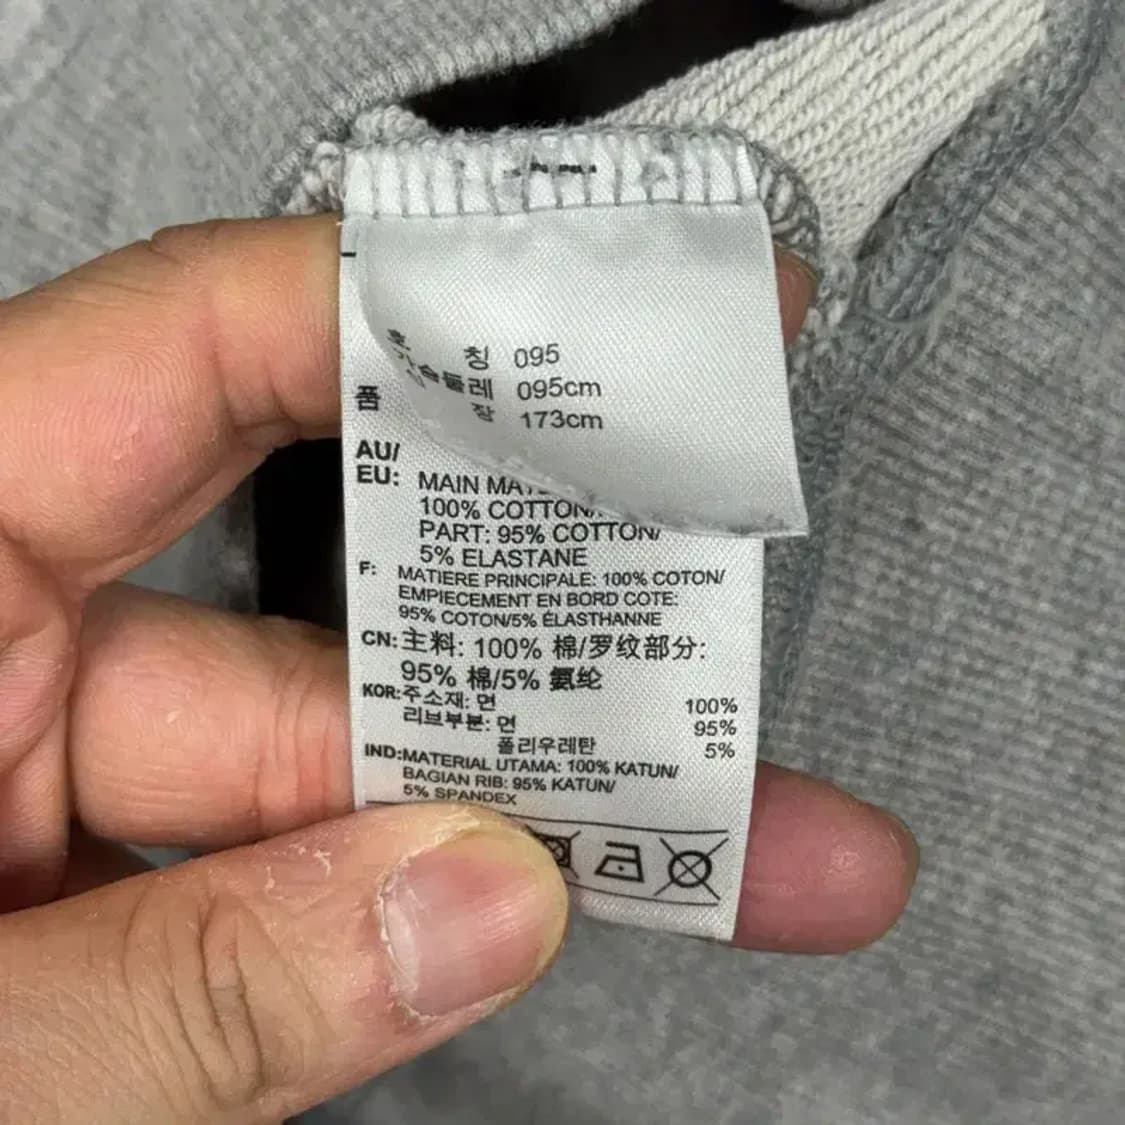 칭 095
가슴둘레 095cm
장 173cm
품
AU/
EU: MAIN
100% COTTON/
PART: 95% COTTON/
5% ELASTANE
F: MATIERE PRINCIPALE: 100% COTON/
EMPIECEMENT EN BORD COTE:
95% COTON/5% ÉLASTHANNE
CN: 主料: 100% 棉/罗纹部分:
95% 棉/5% 氨纶
KOR: 주소재: 면 100%
리브부분: 면 95%
폴리우레탄 5%
IND: MATERIAL UTAMA: 100% KATUN/
BAGIAN RIB: 95% KATUN/
5% SPANDEX